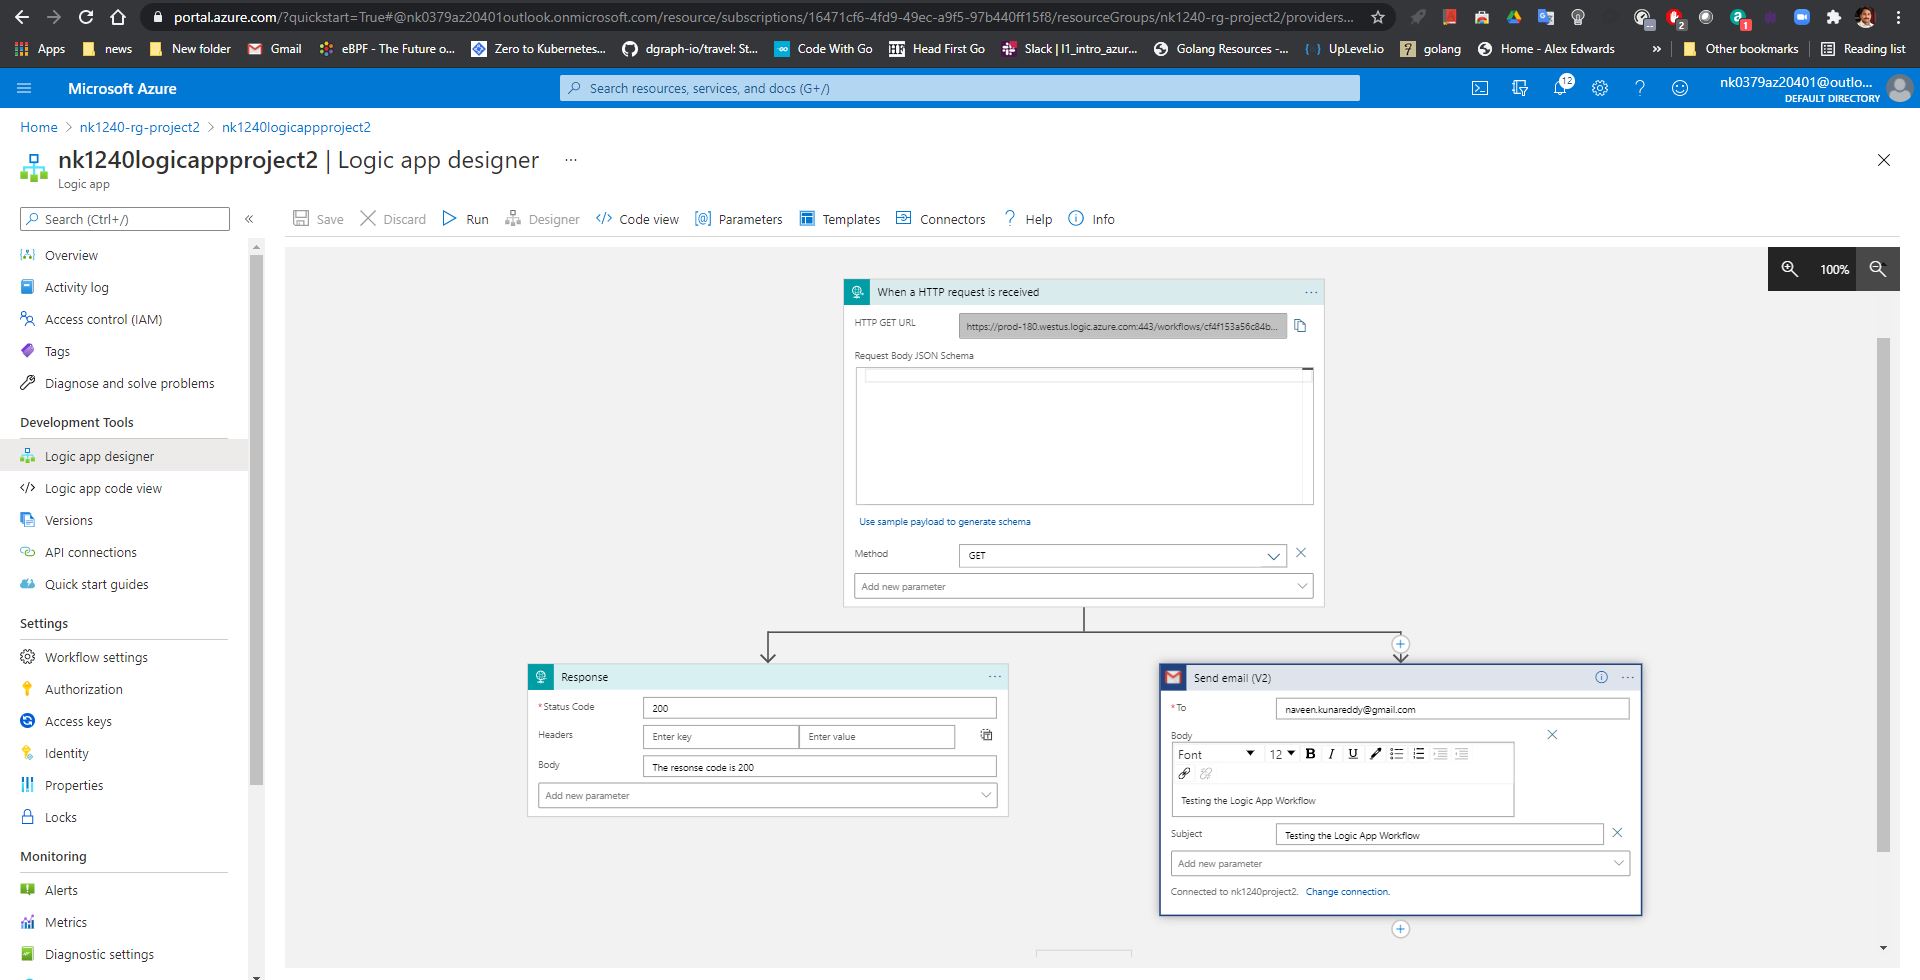 portal.azure.com/?quickstart=True#@nk0379az20401outlook.onmicrosoft.com/resource/subscriptions/16471cf6-4fd9-49ec-a9f5-97b440ff15f8/resourceGroups/nk1240-rg-project2/providers...
Apps news New folder Gmail eBPF - The Future o... Zero to Kubernetes... dgraph-io/travel: St... Code With Go Head First Go Slack | l1_intro_azur... Golang Resources -... UpLevel.io golang Home - Alex Edwards » Other bookmarks Reading list
Microsoft Azure
Search resources, services, and docs (G+/)
12
nk0379az20401@outlo...
DEFAULT DIRECTORY
Home > nk1240-rg-project2 > nk1240logicappproject2
nk1240logicappproject2 | Logic app designer ...
Logic app
Search (Ctrl+/) «
Save Discard Run Designer Code view Parameters Templates Connectors Help Info
Overview
Activity log
Access control (IAM)
Tags
Diagnose and solve problems
Development Tools
Logic app designer
Logic app code view
Versions
API connections
Quick start guides
Settings
Workflow settings
Authorization
Access keys
Identity
Properties
Locks
Monitoring
Alerts
Metrics
Diagnostic settings
100%
When a HTTP request is received
HTTP GET URL https://prod-180.westus.logic.azure.com:443/workflows/cf4f153a56c84b...
Request Body JSON Schema
Use sample payload to generate schema
Method GET
Add new parameter
Response
* Status Code 200
Headers Enter key Enter value
Body The resonse code is 200
Add new parameter
Send email (V2)
* To naveen.kunareddy@gmail.com
Body
Font 12 B I U
Testing the Logic App Workflow
Subject Testing the Logic App Workflow
Add new parameter
Connected to nk1240project2. Change connection.